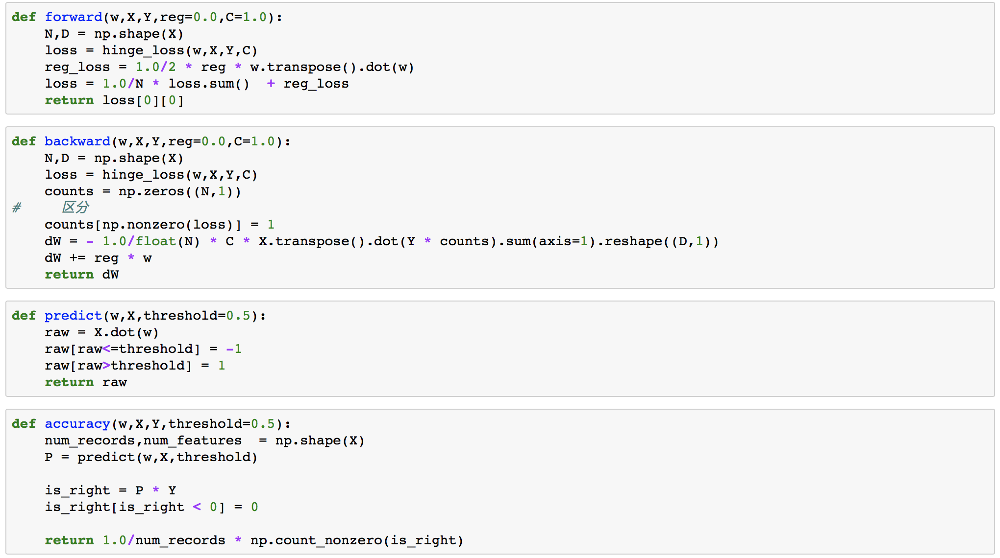 def forward(w,X,Y,reg=0.0,C=1.0):
    N,D = np.shape(X)
    loss = hinge_loss(w,X,Y,C)
    reg_loss = 1.0/2 * reg * w.transpose().dot(w)
    loss = 1.0/N * loss.sum()  + reg_loss
    return loss[0][0]
def backward(w,X,Y,reg=0.0,C=1.0):
    N,D = np.shape(X)
    loss = hinge_loss(w,X,Y,C)
    counts = np.zeros((N,1))
#     区分
    counts[np.nonzero(loss)] = 1
    dW = - 1.0/float(N) * C * X.transpose().dot(Y * counts).sum(axis=1).reshape((D,1))
    dW += reg * w
    return dW
def predict(w,X,threshold=0.5):
    raw = X.dot(w)
    raw[raw<=threshold] = -1
    raw[raw>threshold] = 1
    return raw
def accuracy(w,X,Y,threshold=0.5):
    num_records,num_features  = np.shape(X)
    P = predict(w,X,threshold)
    is_right = P * Y
    is_right[is_right < 0] = 0
    return 1.0/num_records * np.count_nonzero(is_right)